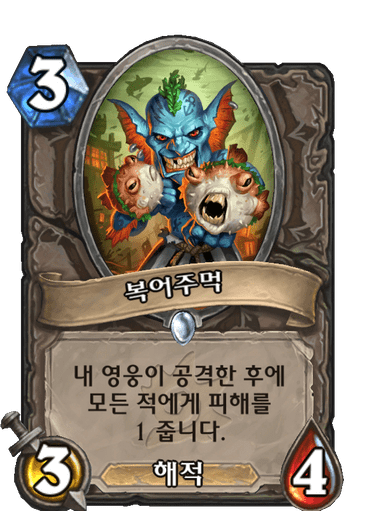 3
복어주먹
내 영웅이 공격한 후에
모든 적에게 피해를
1 줍니다.
3
해적
4